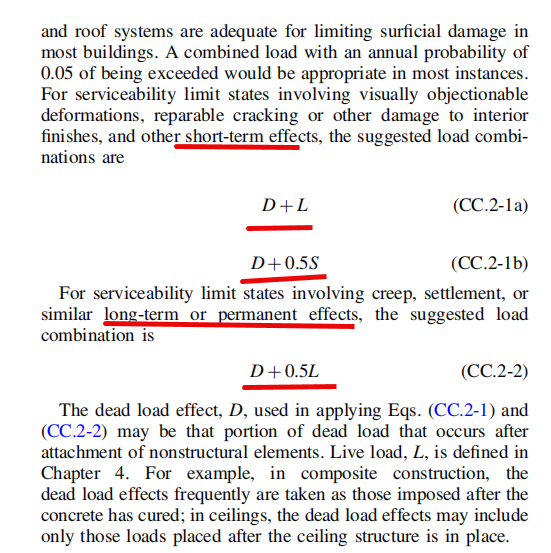 and roof systems are adequate for limiting surficial damage in
most buildings. A combined load with an annual probability of
0.05 of being exceeded would be appropriate in most instances.
For serviceability limit states involving visually objectionable
deformations, reparable cracking or other damage to interior
finishes, and other short-term effects, the suggested load combi-
nations are
D + L (CC.2-1a)
D + 0.5S (CC.2-1b)
For serviceability limit states involving creep, settlement, or
similar long-term or permanent effects, the suggested load
combination is
D + 0.5L (CC.2-2)
The dead load effect, D, used in applying Eqs. (CC.2-1) and
(CC.2-2) may be that portion of dead load that occurs after
attachment of nonstructural elements. Live load, L, is defined in
Chapter 4. For example, in composite construction, the
dead load effects frequently are taken as those imposed after the
concrete has cured; in ceilings, the dead load effects may include
only those loads placed after the ceiling structure is in place.